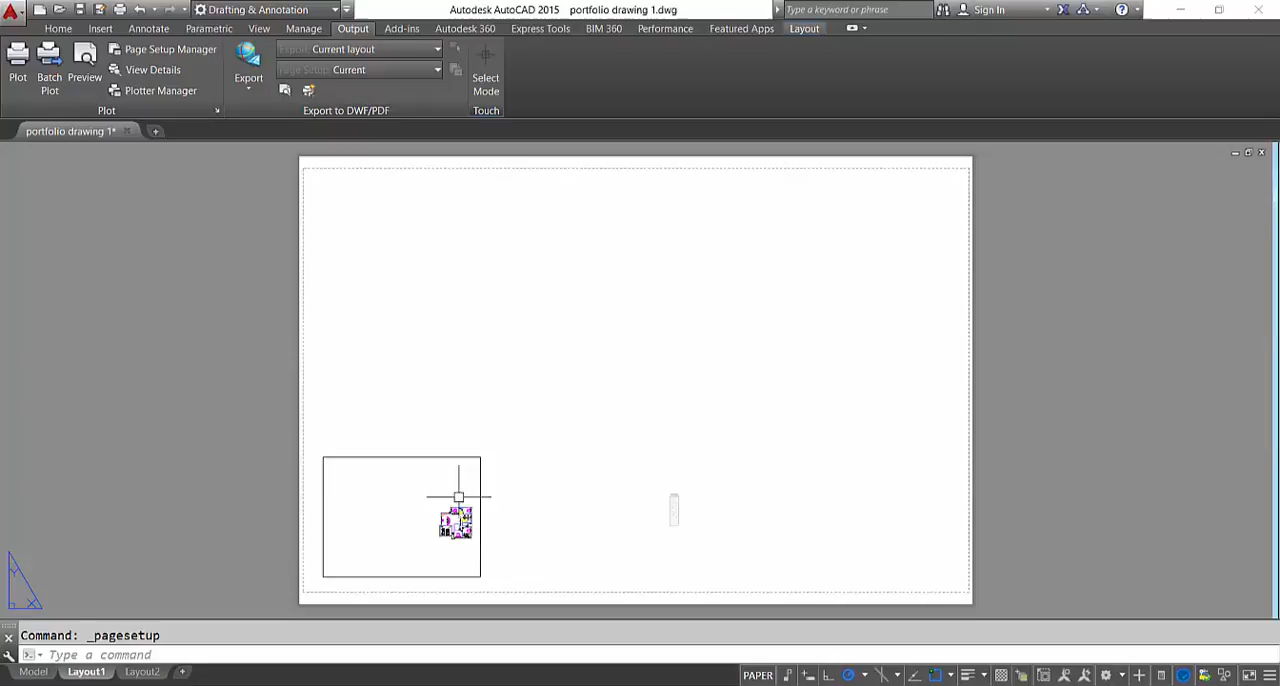 Drafting & Annotation
Autodesk AutoCAD 2015 portfolio drawing 1.dwg
Type a keyword or phrase
Sign In
Home Insert Annotate Parametric View Manage Output Add-ins Autodesk 360 Express Tools BIM 360 Performance Featured Apps Layout
Plot
Batch Plot
Preview
Page Setup Manager
View Details
Plotter Manager
Plot
Export
Export: Current layout
Page Setup: Current
Export to DWF/PDF
Select Mode
Touch
portfolio drawing 1*
Command: _pagesetup
Type a command
Model Layout1 Layout2
PAPER